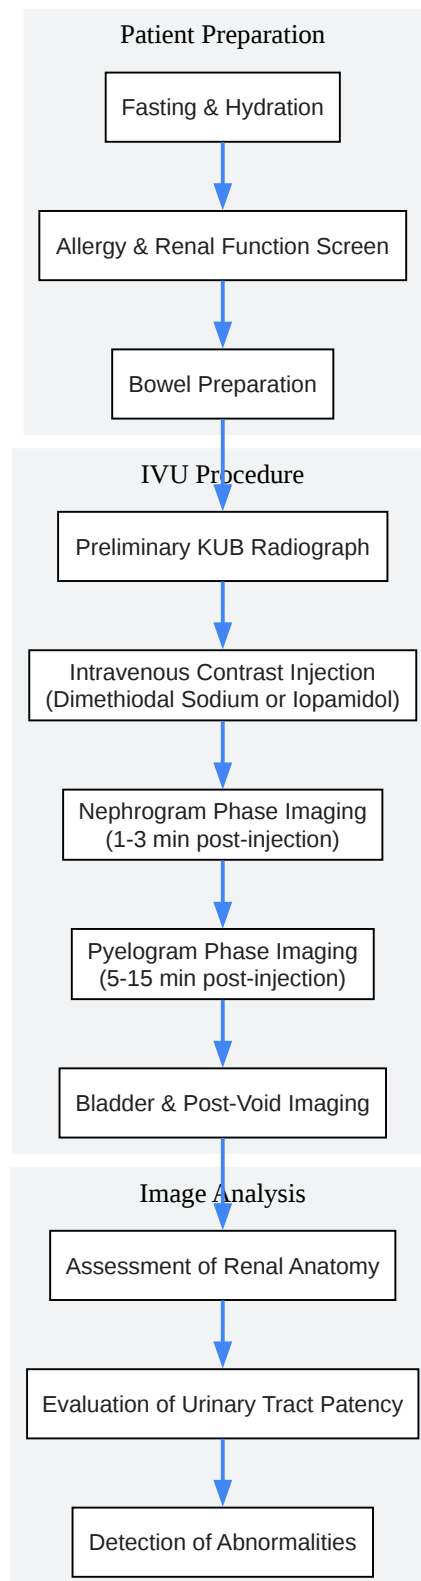 Patient Preparation
Fasting & Hydration
Allergy & Renal Function Screen
Bowel Preparation
IVU Procedure
Preliminary KUB Radiograph
Intravenous Contrast Injection
(Dimethiodal Sodium or Iopamidol)
Nephrogram Phase Imaging
(1-3 min post-injection)
Pyelogram Phase Imaging
(5-15 min post-injection)
Bladder & Post-Void Imaging
Image Analysis
Assessment of Renal Anatomy
Evaluation of Urinary Tract Patency
Detection of Abnormalities